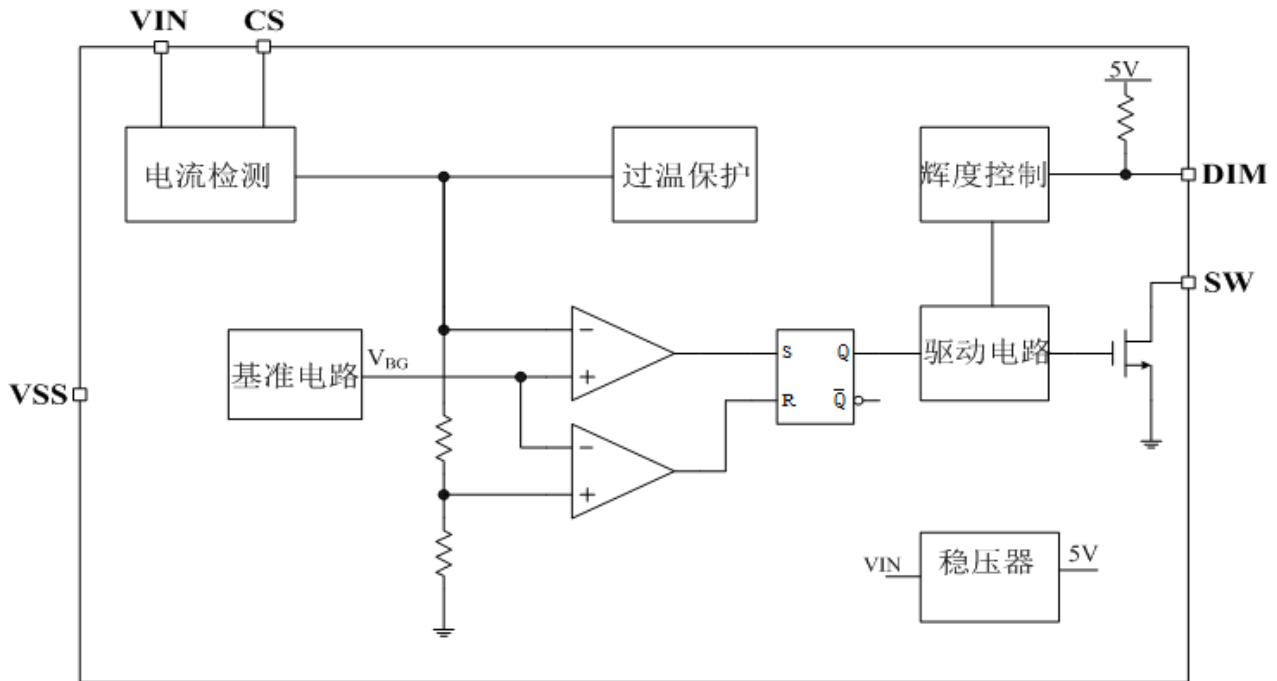 VIN CS
5V
电流检测
过温保护
辉度控制
DIM
SW
基准电路
V_BG
−
+
S Q
R Q̅
驱动电路
VSS
−
+
VIN
稳压器
5V